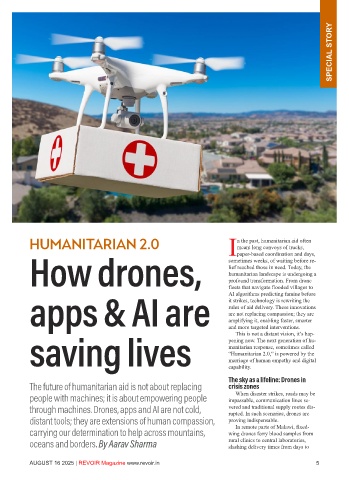 SPECIAL STORY
HUMANITARIAN 2.0
How drones,
apps & AI are
saving lives
The future of humanitarian aid is not about replacing
people with machines; it is about empowering people
through machines. Drones, apps and AI are not cold,
distant tools; they are extensions of human compassion,
carrying our determination to help across mountains,
oceans and borders. By Aarav Sharma
In the past, humanitarian aid often
meant long convoys of trucks,
paper-based coordination and days,
sometimes weeks, of waiting before re-
lief reached those in need. Today, the
humanitarian landscape is undergoing a
profound transformation. From drone
fleets that navigate flooded villages to
AI algorithms predicting famine before
it strikes, technology is rewriting the
rules of aid delivery. These innovations
are not replacing compassion; they are
amplifying it, enabling faster, smarter
and more targeted interventions.
This is not a distant vision, it's hap-
pening now. The next generation of hu-
manitarian response, sometimes called
"Humanitarian 2.0," is powered by the
marriage of human empathy and digital
capability.
The sky as a lifeline: Drones in
crisis zones
When disaster strikes, roads may be
impassable, communication lines se-
vered and traditional supply routes dis-
rupted. In such scenarios, drones are
proving indispensable.
In remote parts of Malawi, fixed-
wing drones ferry blood samples from
rural clinics to central laboratories,
slashing delivery times from days to
AUGUST 16 2025 | REVOIR Magazine www.revoir.in
5